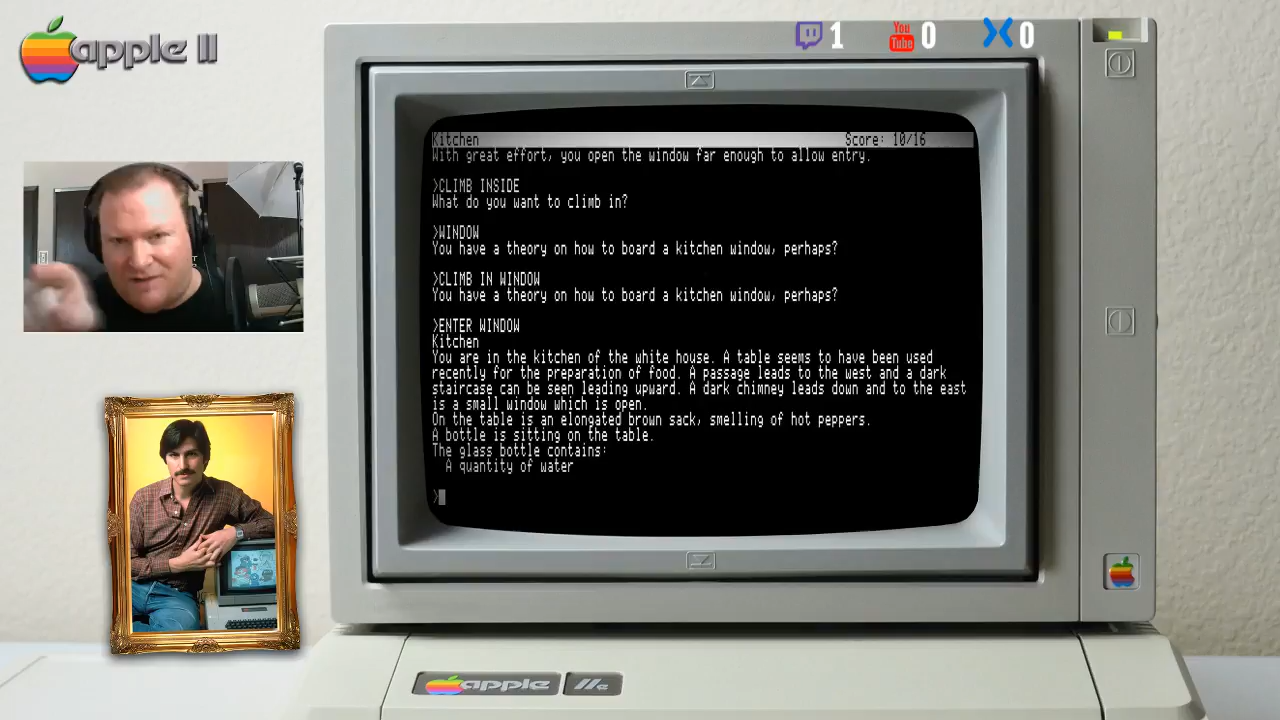 apple II
1
You
Tube
0
0
Kitchen Score: 10/16
With great effort, you open the window far enough to allow entry.
>CLIMB INSIDE
What do you want to climb in?
>WINDOW
You have a theory on how to board a kitchen window, perhaps?
>CLIMB IN WINDOW
You have a theory on how to board a kitchen window, perhaps?
>ENTER WINDOW
Kitchen
You are in the kitchen of the white house. A table seems to have been used
recently for the preparation of food. A passage leads to the west and a dark
staircase can be seen leading upward. A dark chimney leads down and to the east
is a small window which is open.
On the table is an elongated brown sack, smelling of hot peppers.
A bottle is sitting on the table.
The glass bottle contains:
A quantity of water
>
apple //e